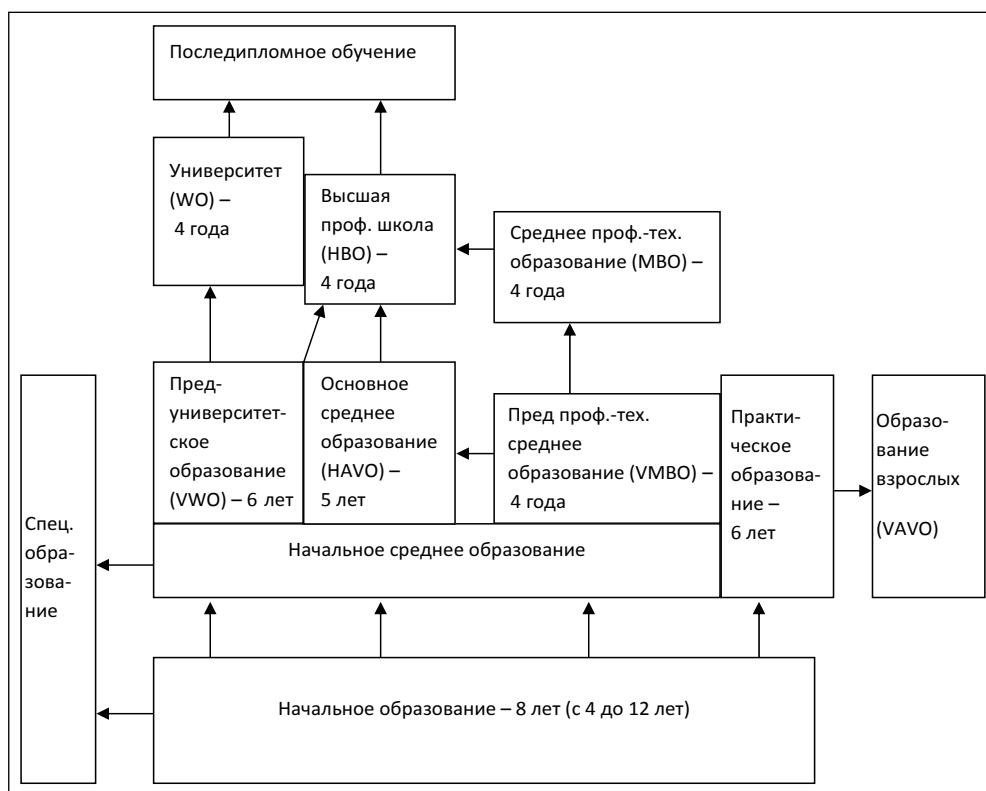 Последипломное обучение
Университет
(WO) –
4 года
Высшая
проф. школа
(HBO) –
4 года
Среднее проф.-тех.
образование (MBO) –
4 года
Пред-
университет-
ское
образование
(VWO) – 6 лет
Основное
среднее
образование
(HAVO) –
5 лет
Пред проф.-тех.
среднее
образование (VMBO) –
4 года
Практи-
ческое
образова-
ние –
6 лет
Образо-
вание
взрослых
(VAVO)
Спец.
обра-
зова-
ние
Начальное среднее образование
Начальное образование – 8 лет (с 4 до 12 лет)